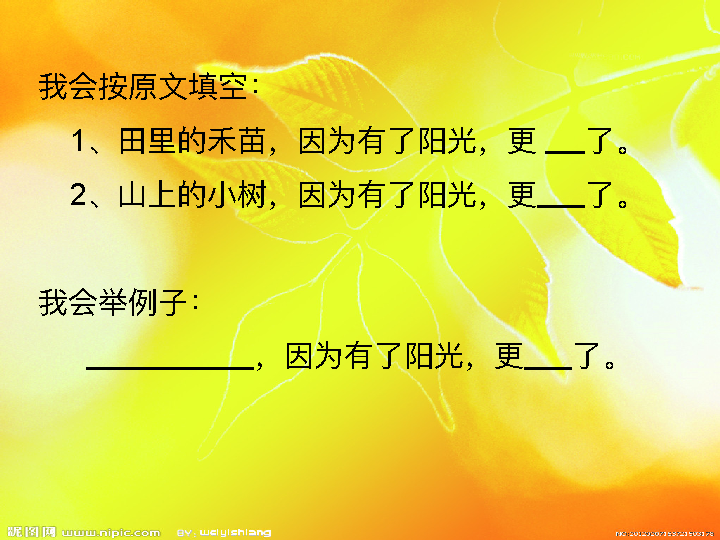 我会按原文填空：
1、田里的禾苗，因为有了阳光，更 ___了。
2、山上的小树，因为有了阳光，更___了。
我会举例子：
___________，因为有了阳光，更___了。
昵图网 www.nipic.com BY: weiyishiang